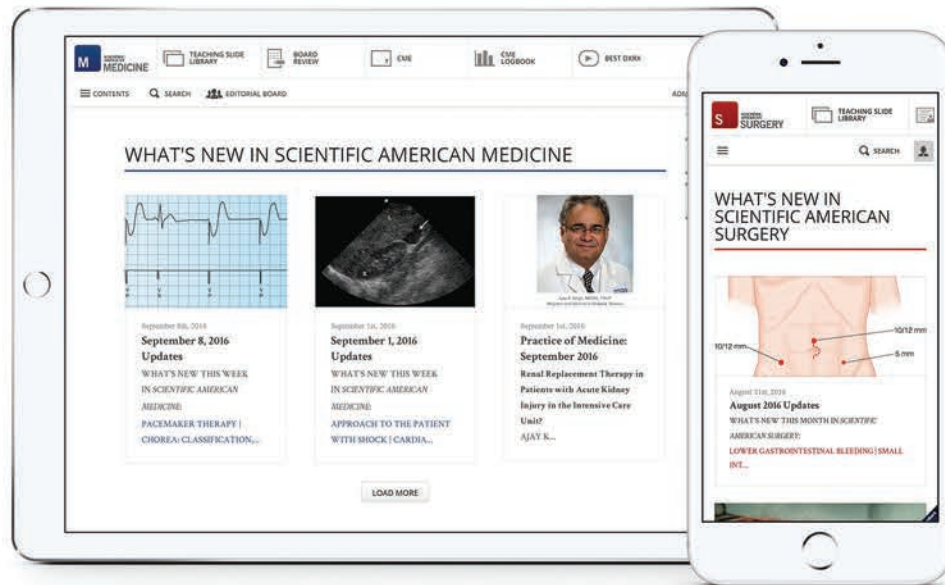 M
SCIENTIFIC
AMERICAN
MEDICINE
TEACHING SLIDE
LIBRARY
BOARD
REVIEW
CME
CME
LOGBOOK
BEST DXRX
CONTENTS
SEARCH
EDITORIAL BOARD
WHAT'S NEW IN SCIENTIFIC AMERICAN MEDICINE
September 8th, 2016
September 8, 2016
Updates
WHAT'S NEW THIS WEEK
IN SCIENTIFIC AMERICAN
MEDICINE:
PACEMAKER THERAPY |
CHOREA: CLASSIFICATION,...
September 1st, 2016
September 1, 2016
Updates
WHAT'S NEW THIS WEEK
IN SCIENTIFIC AMERICAN
MEDICINE:
APPROACH TO THE PATIENT
WITH SHOCK | CARDIA...
September 1st, 2016
Practice of Medicine:
September 2016
Renal Replacement Therapy in
Patients with Acute Kidney
Injury in the Intensive Care
Unit?
AJAY K...
LOAD MORE
S
SCIENTIFIC
AMERICAN
SURGERY
TEACHING SLIDE
LIBRARY
SEARCH
WHAT'S NEW IN
SCIENTIFIC AMERICAN
SURGERY
10/12 mm
10/12 mm
5 mm
August 31st, 2016
August 2016 Updates
WHAT'S NEW THIS MONTH IN SCIENTIFIC
AMERICAN SURGERY:
LOWER GASTROINTESTINAL BLEEDING | SMALL
INT...